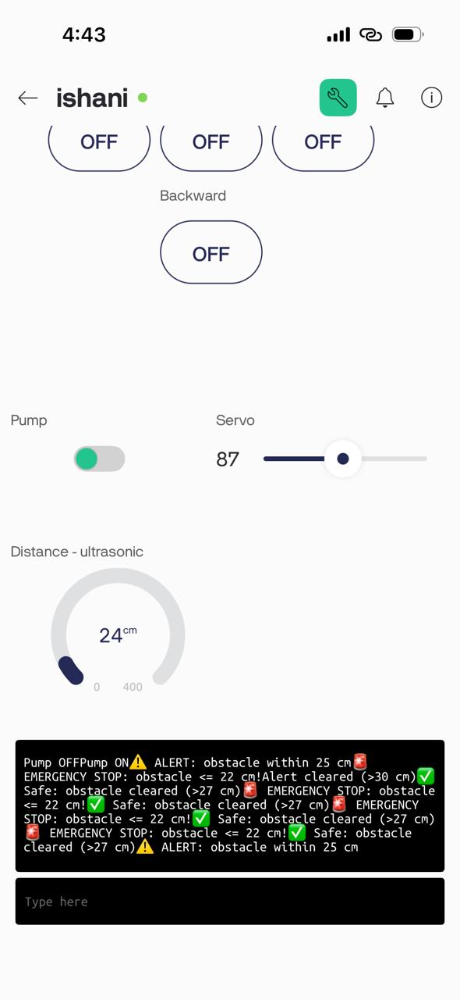 4:43
ishani
OFF OFF OFF
Backward
OFF
Pump Servo
87
Distance - ultrasonic
24 cm
0 400
Pump OFFPump ON⚠️ ALERT: obstacle within 25 cm🚨
EMERGENCY STOP: obstacle <= 22 cm!Alert cleared (>30 cm)✅
Safe: obstacle cleared (>27 cm)🚨 EMERGENCY STOP: obstacle
<= 22 cm!✅ Safe: obstacle cleared (>27 cm)🚨 EMERGENCY
STOP: obstacle <= 22 cm!✅ Safe: obstacle cleared (>27 cm)
🚨 EMERGENCY STOP: obstacle <= 22 cm!✅ Safe: obstacle
cleared (>27 cm)⚠️ ALERT: obstacle within 25 cm
Type here